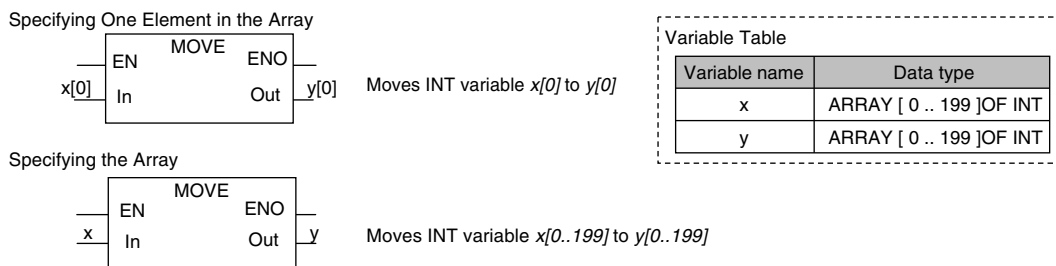 Specifying One Element in the Array
MOVE
EN ENO
x[0] In Out y[0]
Moves INT variable x[0] to y[0]
Variable Table
Variable name Data type
x ARRAY [ 0 .. 199 ]OF INT
y ARRAY [ 0 .. 199 ]OF INT
Specifying the Array
MOVE
EN ENO
x In Out y
Moves INT variable x[0..199] to y[0..199]